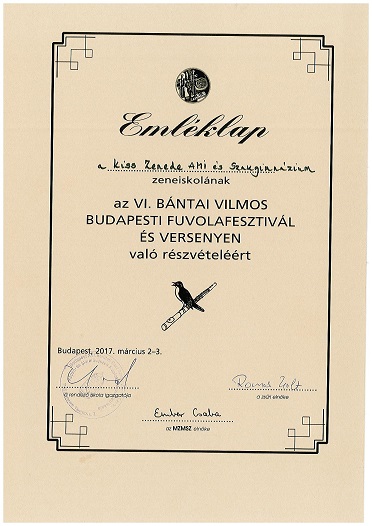 Emléklap
a Kiss Zenede AMI és Szakgimnázium
zeneiskolának
az VI. BÁNTAI VILMOS
BUDAPESTI FUVOLAFESZTIVÁL
ÉS VERSENYEN
való részvételéért
Budapest, 2017. március 2-3.
a rendező iskola igazgatója
a zsűri elnöke
Ember Csaba
az MZMSZ elnöke